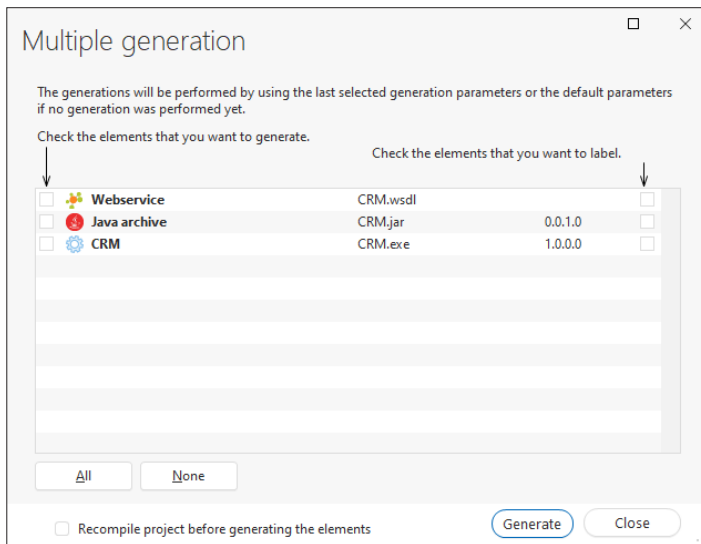 Multiple generation
The generations will be performed by using the last selected generation parameters or the default parameters
if no generation was performed yet.
Check the elements that you want to generate.
Check the elements that you want to label.
Webservice CRM.wsdl
Java archive CRM.jar 0.0.1.0
CRM CRM.exe 1.0.0.0
All None
Recompile project before generating the elements Generate Close